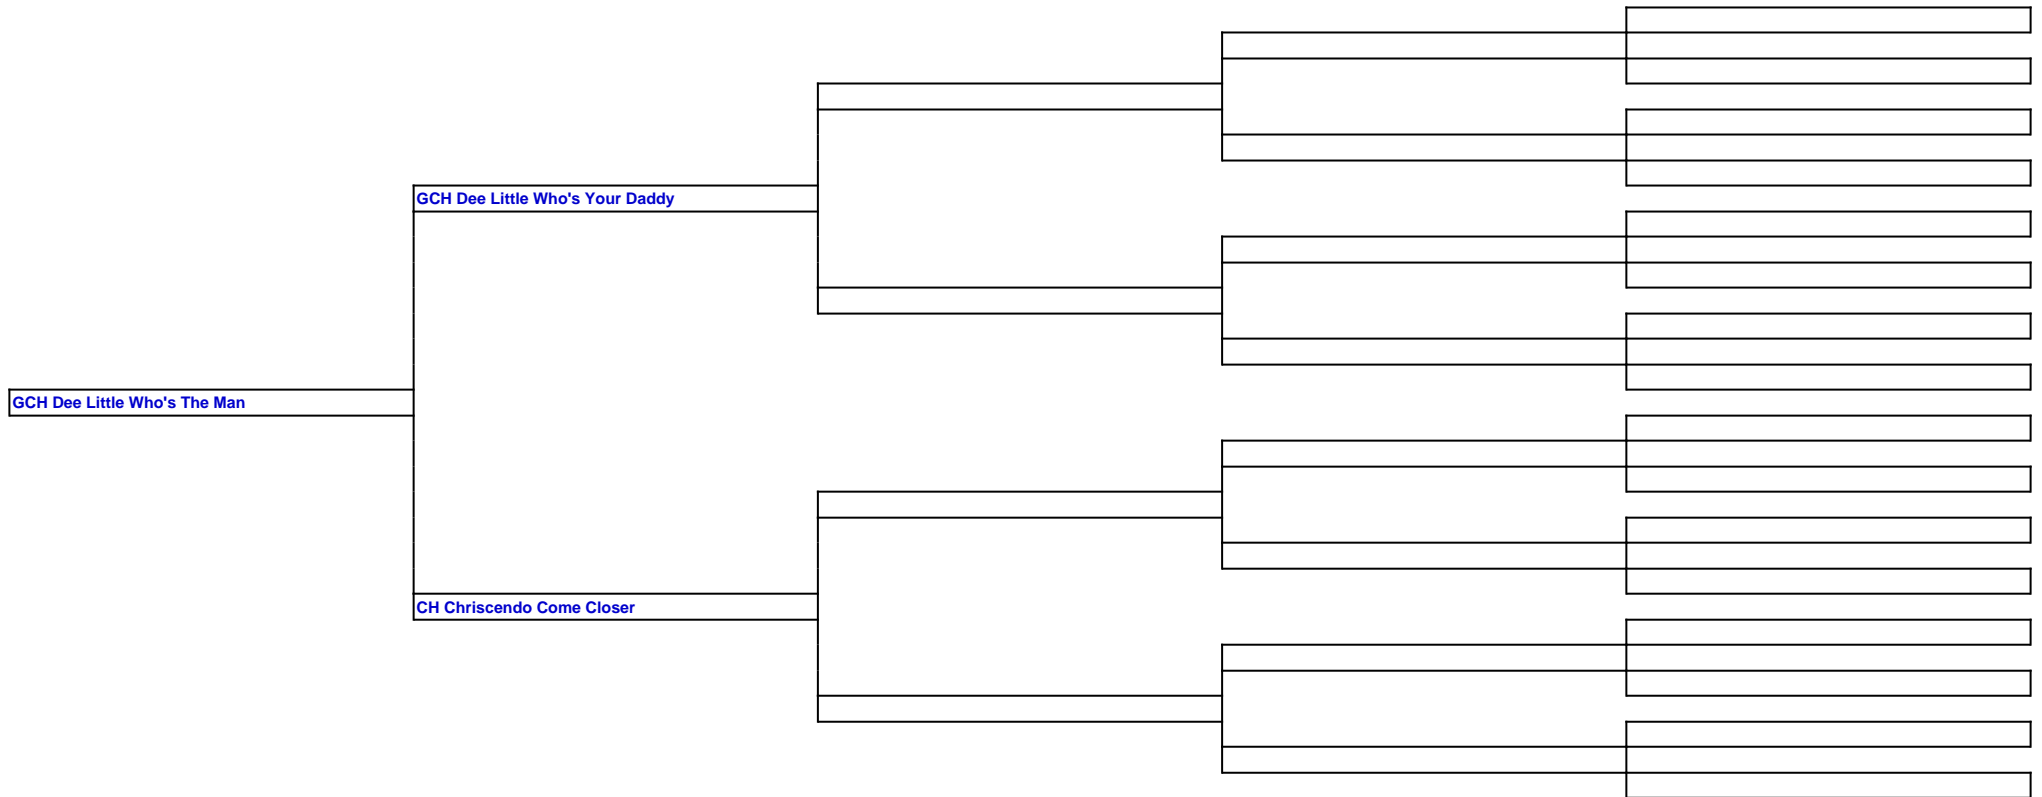 GCH Dee Little Who's Your Daddy
GCH Dee Little Who's The Man
CH Chriscendo Come Closer